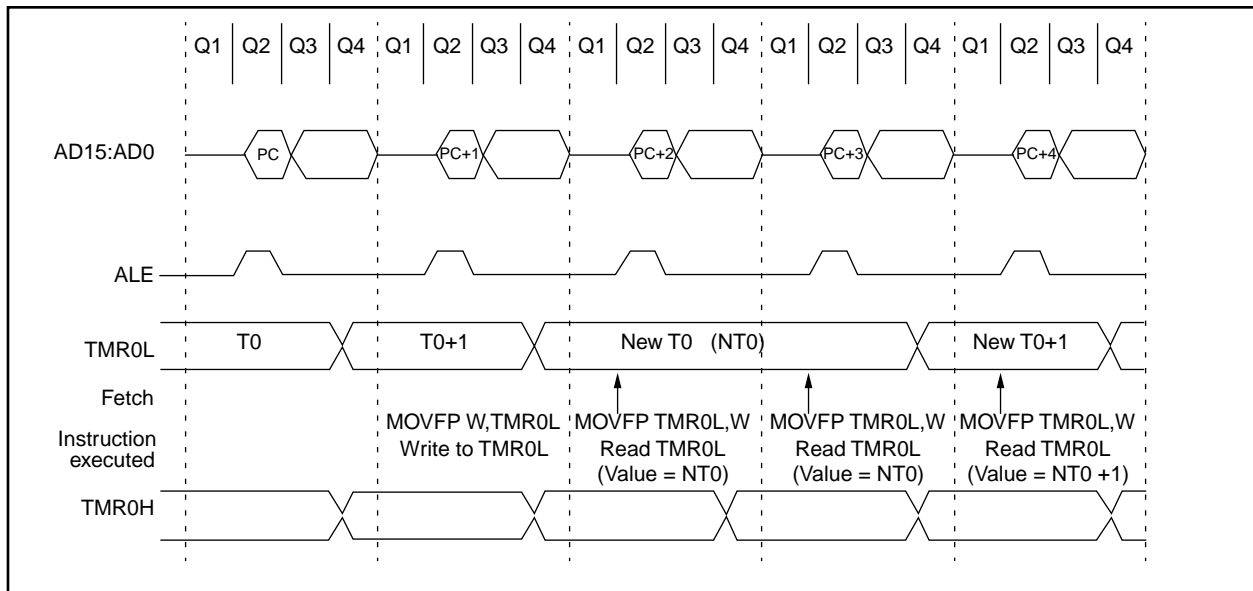 Q1 Q2 Q3 Q4 Q1 Q2 Q3 Q4 Q1 Q2 Q3 Q4 Q1 Q2 Q3 Q4 Q1 Q2 Q3 Q4
AD15:AD0 PC PC+1 PC+2 PC+3 PC+4
ALE
TMR0L T0 T0+1 New T0 (NT0) New T0+1
Fetch
MOVFP W,TMR0L MOVFP TMR0L,W MOVFP TMR0L,W MOVFP TMR0L,W
Instruction Write to TMR0L Read TMR0L Read TMR0L Read TMR0L
executed (Value = NT0) (Value = NT0) (Value = NT0 +1)
TMR0H